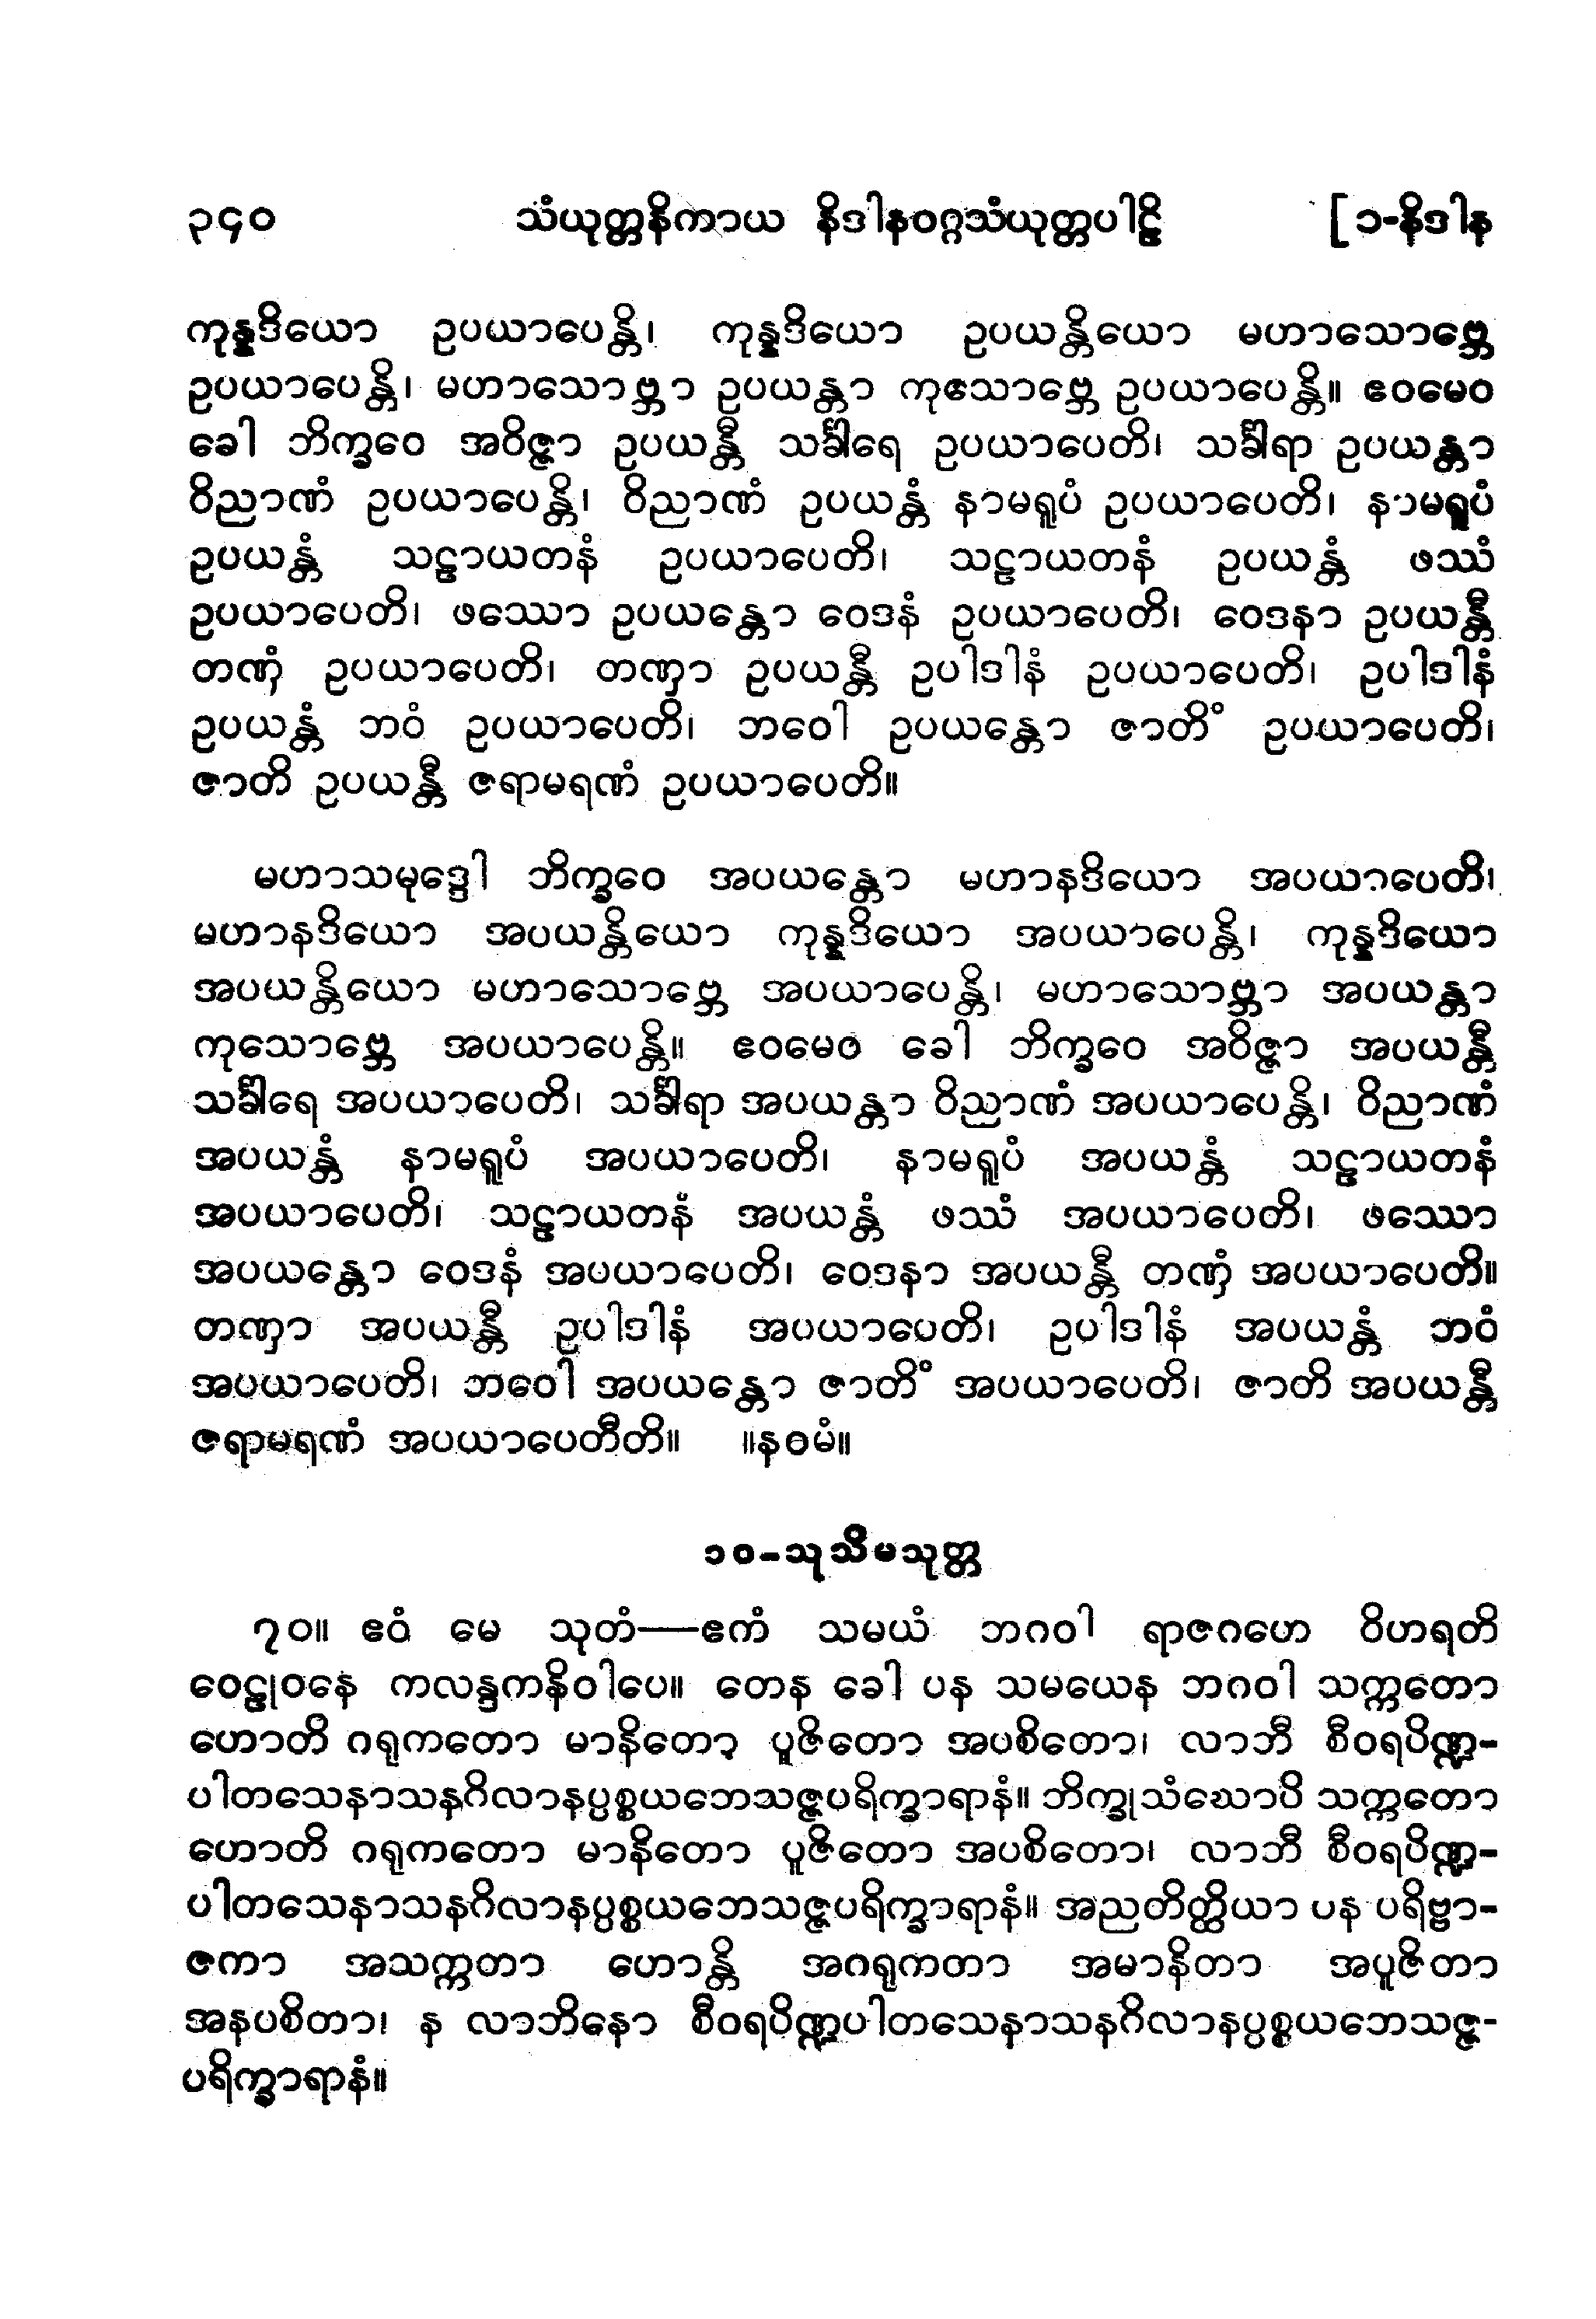 ၃၄၀ သံယုတ္တနိကာယ နိဒါနဝဂ္ဂသံယုတ္တပါဠိ [ ၁-နိဒါန
ကုန္နဒိယော ဥပယာပေန္တိ၊ ကုန္နဒိယော ဥပယန္တိယော မဟာသောဗ္ဘေ
ဥပယာပေန္တိ၊ မဟာသောဗ္ဘာ ဥပယန္တာ ကုသောဗ္ဘေ ဥပယာပေန္တိ။ ဧဝမေဝ
ခေါ ဘိက္ခဝေ အဝိဇ္ဇာ ဥပယန္တီ သင်္ခါရေ ဥပယာပေတိ၊ သင်္ခါရာ ဥပယန္တာ
ဝိညာဏံ ဥပယာပေန္တိ၊ ဝိညာဏံ ဥပယန္တံ နာမရူပံ ဥပယာပေတိ၊ နာမရူပံ
ဥပယန္တံ သဠာယတနံ ဥပယာပေတိ၊ သဠာယတနံ ဥပယန္တံ ဖဿံ
ဥပယာပေတိ၊ ဖဿော ဥပယန္တော ဝေဒနံ ဥပယာပေတိ၊ ဝေဒနာ ဥပယန္တီ
တဏှံ ဥပယာပေတိ၊ တဏှာ ဥပယန္တီ ဥပါဒါနံ ဥပယာပေတိ၊ ဥပါဒါနံ
ဥပယန္တံ ဘဝံ ဥပယာပေတိ၊ ဘဝေါ ဥပယန္တော ဇာတိံ ဥပယာပေတိ၊
ဇာတိ ဥပယန္တီ ဇရာမရဏံ ဥပယာပေတိ။
မဟာသမုဒ္ဒေါ ဘိက္ခဝေ အပယန္တော မဟာနဒိယော အပယာပေတိ၊
မဟာနဒိယော အပယန္တိယော ကုန္နဒိယော အပယာပေန္တိ၊ ကုန္နဒိယော
အပယန္တိယော မဟာသောဗ္ဘေ အပယာပေန္တိ၊ မဟာသောဗ္ဘာ အပယန္တာ
ကုသောဗ္ဘေ အပယာပေန္တိ။ ဧဝမေဝ ခေါ ဘိက္ခဝေ အဝိဇ္ဇာ အပယန္တီ
သင်္ခါရေ အပယာပေတိ၊ သင်္ခါရာ အပယန္တာ ဝိညာဏံ အပယာပေန္တိ၊ ဝိညာဏံ
အပယန္တံ နာမရူပံ အပယာပေတိ၊ နာမရူပံ အပယန္တံ သဠာယတနံ
အပယာပေတိ၊ သဠာယတနံ အပယန္တံ ဖဿံ အပယာပေတိ၊ ဖဿော
အပယန္တော ဝေဒနံ အပယာပေတိ၊ ဝေဒနာ အပယန္တီ တဏှံ အပယာပေတိ။
တဏှာ အပယန္တီ ဥပါဒါနံ အပယာပေတိ၊ ဥပါဒါနံ အပယန္တံ ဘဝံ
အပယာပေတိ၊ ဘဝေါ အပယန္တော ဇာတိံ အပယာပေတိ၊ ဇာတိ အပယန္တီ
ဇရာမရဏံ အပယာပေတီတိ။ ။နဝမံ။
၁၀-သုသိမသုတ္တ
၇၀။ ဧဝံ မေ သုတံ—ဧကံ သမယံ ဘဂဝါ ရာဇဂဟေ ဝိဟရတိ
ဝေဠုဝနေ ကလန္ဒကနိဝါပေ။ တေန ခေါ ပန သမယေန ဘဂဝါ သက္ကတော
ဟောတိ ဂရုကတော မာနိတော ပူဇိတော အပစိတော၊ လာဘီ စီဝရပိဏ္ဍ-
ပါတသေနာသနဂိလာနပ္ပစ္စယဘေသဇ္ဇပရိက္ခာရာနံ။ ဘိက္ခုသံဃောပိ သက္ကတော
ဟောတိ ဂရုကတော မာနိတော ပူဇိတော အပစိတော၊ လာဘီ စီဝရပိဏ္ဍ-
ပါတသေနာသနဂိလာနပ္ပစ္စယဘေသဇ္ဇပရိက္ခာရာနံ။ အညတိတ္ထိယာ ပန ပရိဗ္ဗာ-
ဇကာ အသက္ကတာ ဟောန္တိ အဂရုကတာ အမာနိတာ အပူဇိတာ
အနပစိတာ၊ န လာဘိနော စီဝရပိဏ္ဍပါတသေနာသနဂိလာနပ္ပစ္စယဘေသဇ္ဇ-
ပရိက္ခာရာနံ။